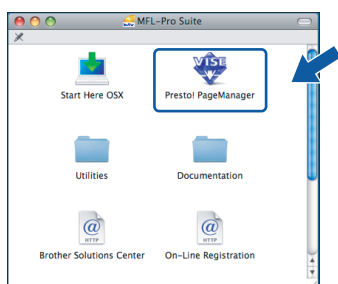 MFL-Pro Suite
VISE
Start Here OSX
Presto! PageManager
Utilities
Documentation
@
HTTP
@
HTTP
Brother Solutions Center
On-Line Registration